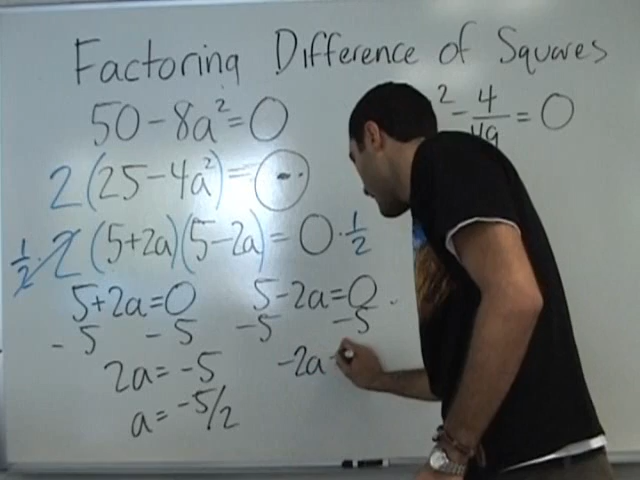 Factoring Difference of Squares
50 - 8a² = 0
2(25 - 4a²) = 0
½ · 2(5 + 2a)(5 - 2a) = 0 · ½
5 + 2a = 0
- 5 - 5
2a = -5
a = -5/2
5 - 2a = 0
- 5 - 5
-2a
² - 4/49 = 0